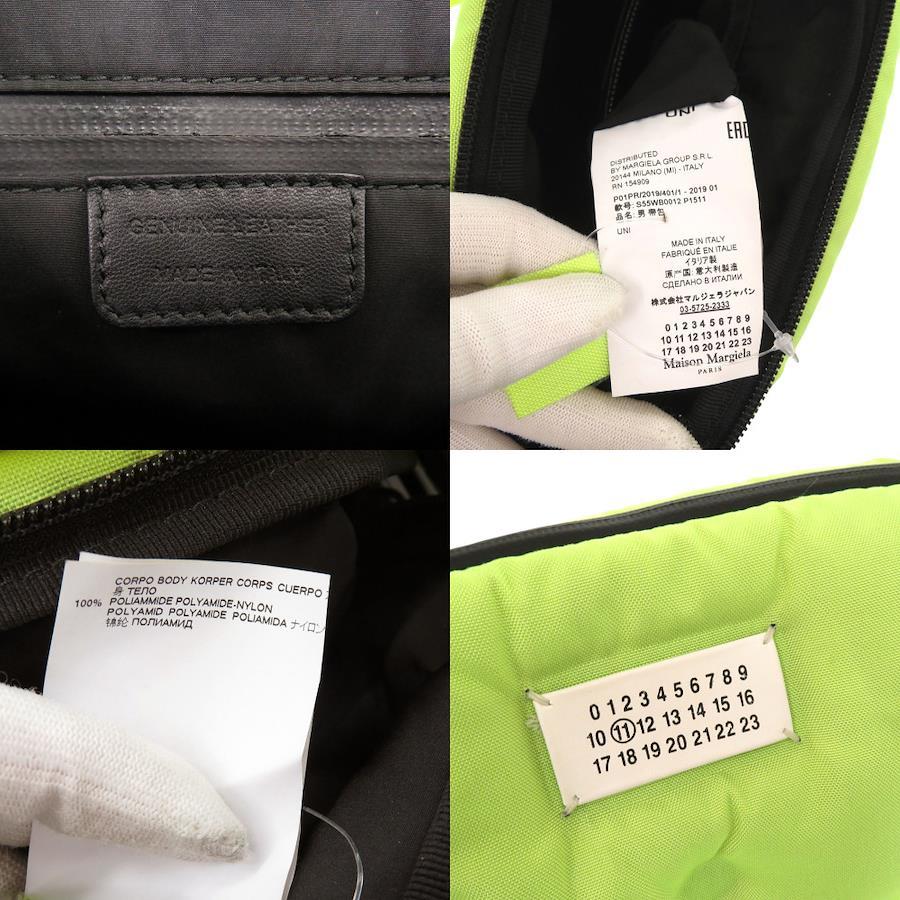 GENUINE LEATHER
MADE IN ITALY
UNI
EAC
DISTRIBUTED
BY MARGIELA GROUP S.R.L.
20144 MILANO (MI) - ITALY
RN 154909
P01PR/2019/401/1 - 2019 01
款号: S55WB0012 P1511
品名: 男 帶包
UNI
MADE IN ITALY
FABRIQUÉ EN ITALIE
イタリア製
原产国: 意大利製造
СДЕЛАНО В ИТАЛИИ
株式会社マルジェラジャパン
03-5725-2333
0 1 2 3 4 5 6 7 8 9
10 11 12 13 14 15 16
17 18 19 20 21 22 23
Maison Margiela
PARIS
CORPO BODY KORPER CORPS CUERPO
身 ТЕЛО
100% POLIAMMIDE POLYAMIDE-NYLON
POLYAMID POLYAMIDE POLIAMIDA ナイロン
锦纶 ПОЛИАМИД
0 1 2 3 4 5 6 7 8 9
10 11 12 13 14 15 16
17 18 19 20 21 22 23